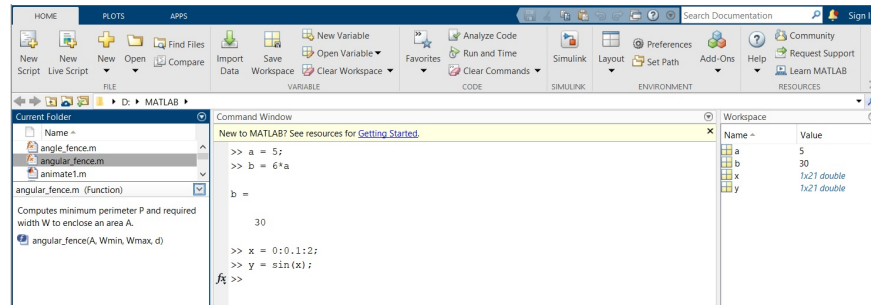 HOME PLOTS APPS
Search Documentation
Sign I
New Script
New Live Script
New
Open
Find Files
Compare
Import Data
Save Workspace
New Variable
Open Variable
Clear Workspace
Favorites
Analyze Code
Run and Time
Clear Commands
Simulink
Layout
Preferences
Set Path
Add-Ons
Help
Community
Request Support
Learn MATLAB
FILE VARIABLE CODE SIMULINK ENVIRONMENT RESOURCES
D: MATLAB
Current Folder
Name
angle_fence.m
angular_fence.m
animate1.m
angular_fence.m (Function)
Computes minimum perimeter P and required
width W to enclose an area A.
angular_fence(A, Wmin, Wmax, d)
Command Window
New to MATLAB? See resources for Getting Started.
>> a = 5;
>> b = 6*a
b =
30
>> x = 0:0.1:2;
>> y = sin(x);
fx >>
Workspace
Name Value
a 5
b 30
x 1x21 double
y 1x21 double